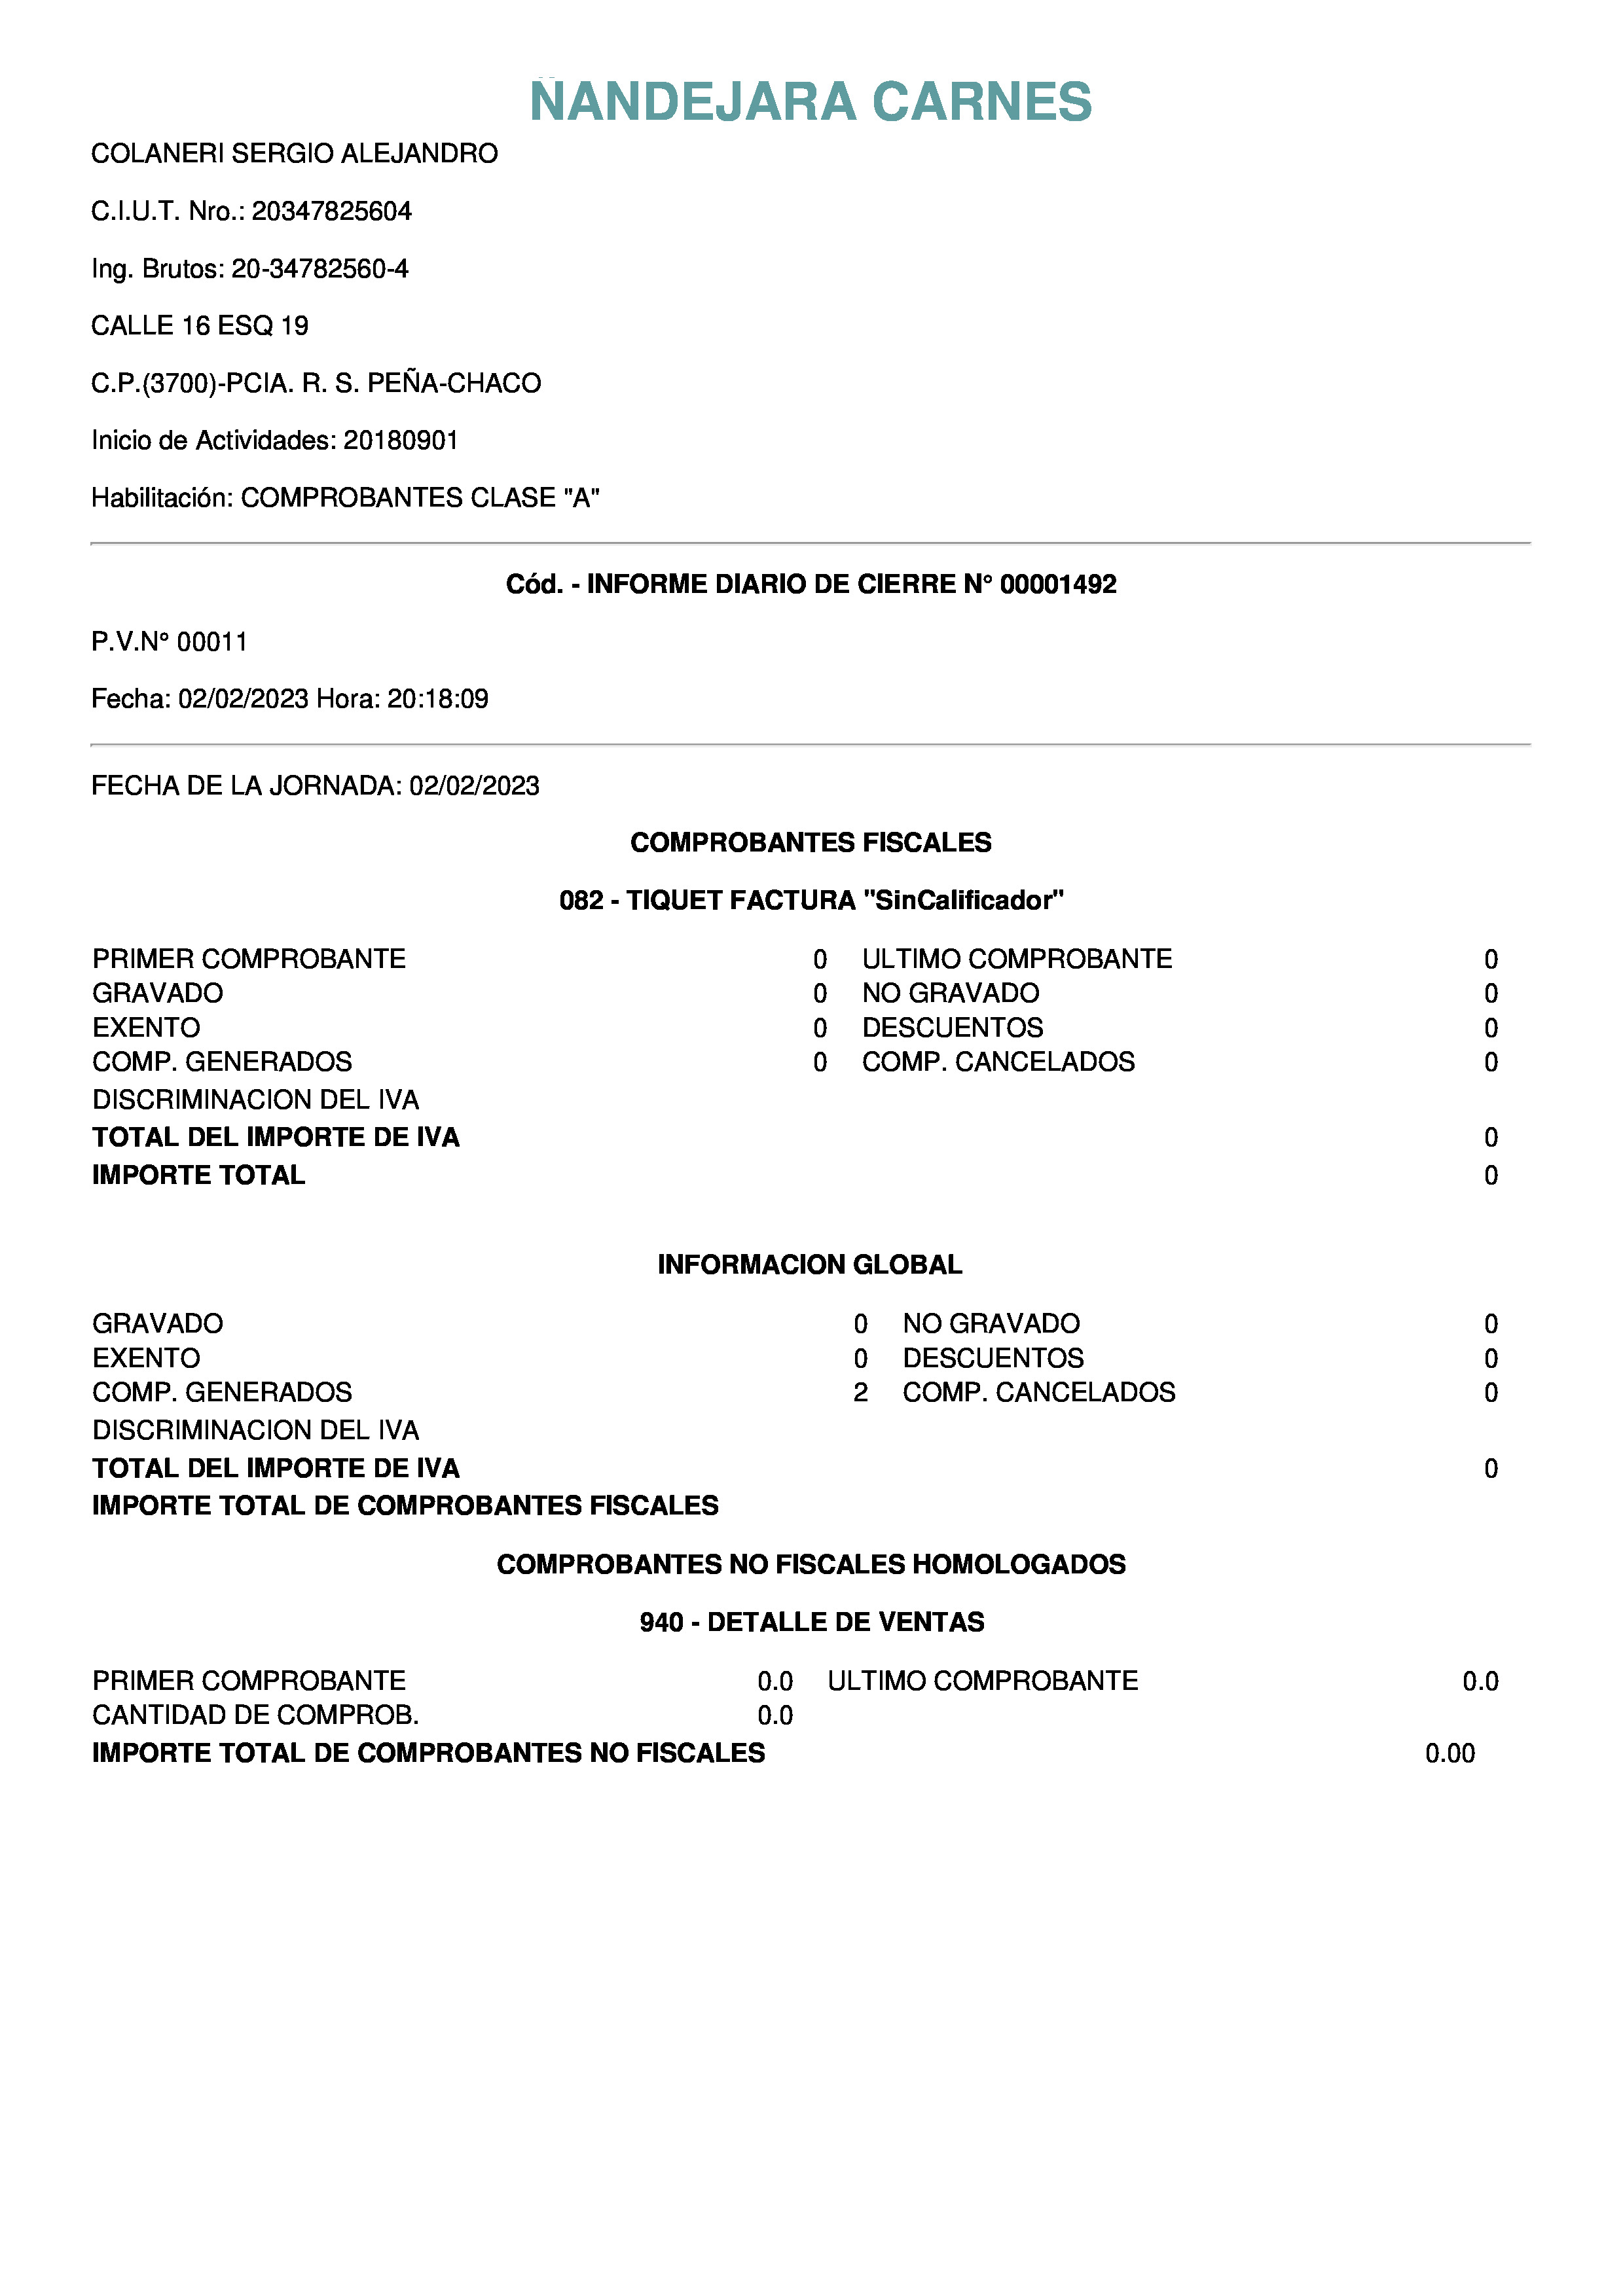 ÑANDEJARA CARNES
COLANERI SERGIO ALEJANDRO
C.I.U.T. Nro.: 20347825604
Ing. Brutos: 20-34782560-4
CALLE 16 ESQ 19
C.P.(3700)-PCIA. R. S. PEÑA-CHACO
Inicio de Actividades: 20180901
Habilitación: COMPROBANTES CLASE "A"
Cód. - INFORME DIARIO DE CIERRE N° 00001492
P.V.N° 00011
Fecha: 02/02/2023 Hora: 20:18:09
FECHA DE LA JORNADA: 02/02/2023
COMPROBANTES FISCALES
082 - TIQUET FACTURA "SinCalificador"
PRIMER COMPROBANTE 0 ULTIMO COMPROBANTE 0
GRAVADO 0 NO GRAVADO 0
EXENTO 0 DESCUENTOS 0
COMP. GENERADOS 0 COMP. CANCELADOS 0
DISCRIMINACION DEL IVA
TOTAL DEL IMPORTE DE IVA 0
IMPORTE TOTAL 0
INFORMACION GLOBAL
GRAVADO 0 NO GRAVADO 0
EXENTO 0 DESCUENTOS 0
COMP. GENERADOS 2 COMP. CANCELADOS 0
DISCRIMINACION DEL IVA
TOTAL DEL IMPORTE DE IVA 0
IMPORTE TOTAL DE COMPROBANTES FISCALES
COMPROBANTES NO FISCALES HOMOLOGADOS
940 - DETALLE DE VENTAS
PRIMER COMPROBANTE 0.0 ULTIMO COMPROBANTE 0.0
CANTIDAD DE COMPROB. 0.0
IMPORTE TOTAL DE COMPROBANTES NO FISCALES 0.00